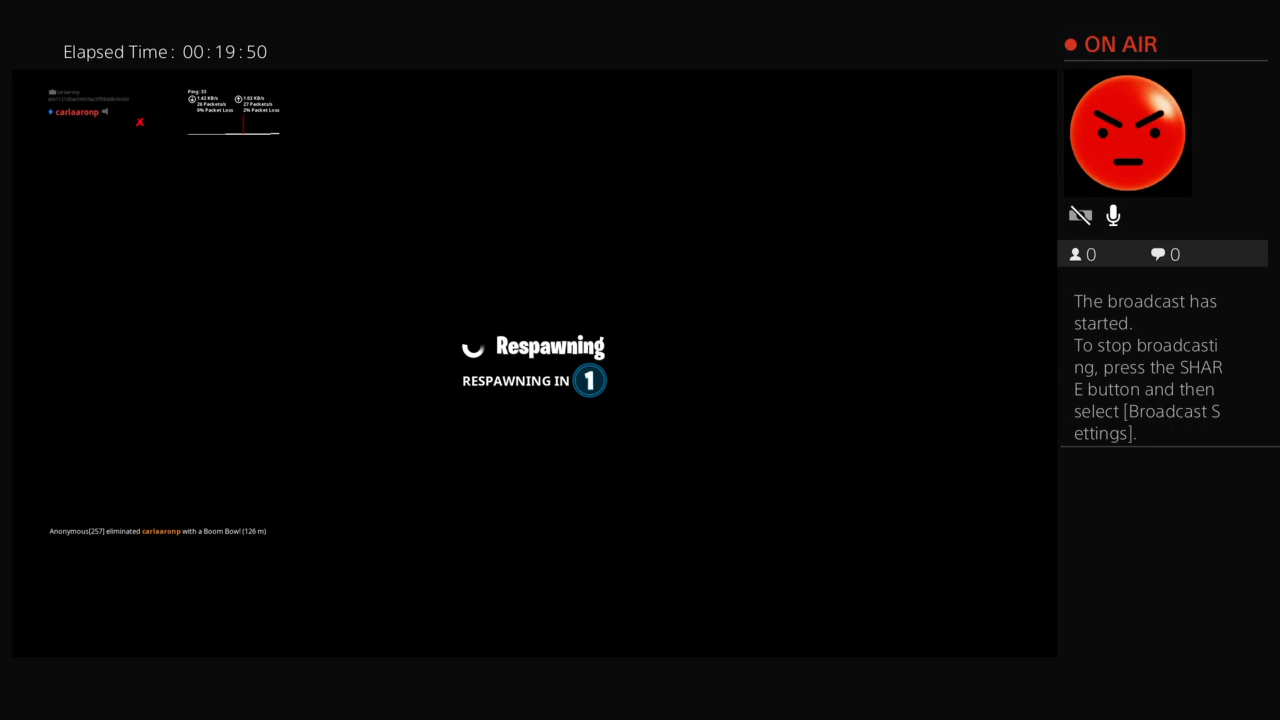 Elapsed Time: 00:19:50
ON AIR
carlaaronp
carlaaronp
Ping: 33
1.42 KB/s
26 Packets/s
0% Packet Loss
1.02 KB/s
27 Packets/s
2% Packet Loss
x
0
0
The broadcast has
started.
To stop broadcasti
ng, press the SHAR
E button and then
select [Broadcast S
ettings].
Respawning
RESPAWNING IN 1
Anonymous[257] eliminated carlaaronp with a Boom Bow! (126 m)